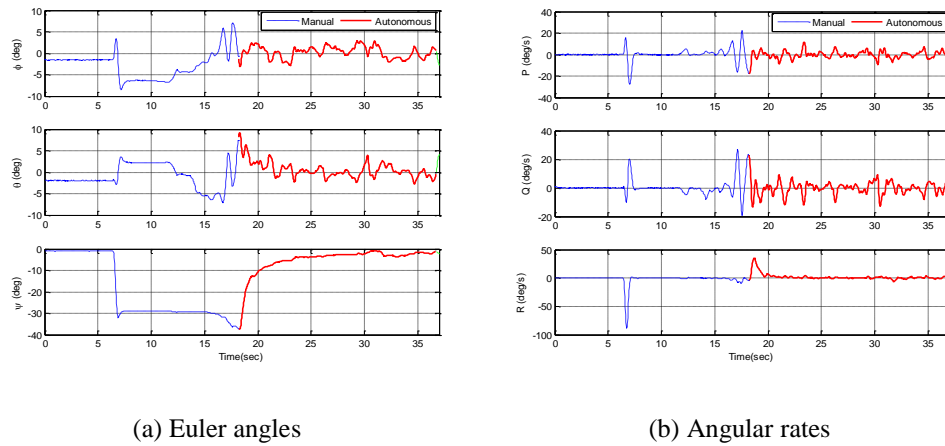 Manual Autonomous
10
5
0
-5
-10
0 5 10 15 20 25 30 35
ϕ (deg)
10
5
0
-5
-10
0 5 10 15 20 25 30 35
θ (deg)
0
-10
-20
-30
-40
0 5 10 15 20 25 30 35
ψ (deg)
Time(sec)
(a) Euler angles
Manual Autonomous
40
20
0
-20
-40
0 5 10 15 20 25 30 35
P (deg/s)
40
20
0
-20
0 5 10 15 20 25 30 35
Q (deg/s)
50
0
-50
-100
0 5 10 15 20 25 30 35
R (deg/s)
Time(sec)
(b) Angular rates